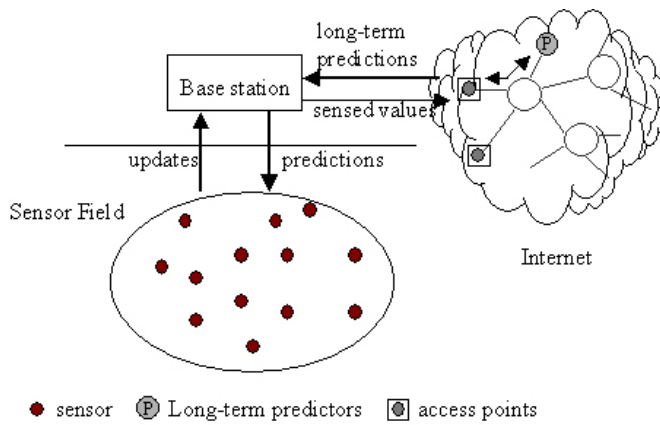 long-term
predictions
P
Base station
sensed values
updates
predictions
Sensor Field
Internet
sensor
P
Long-term predictors
access points